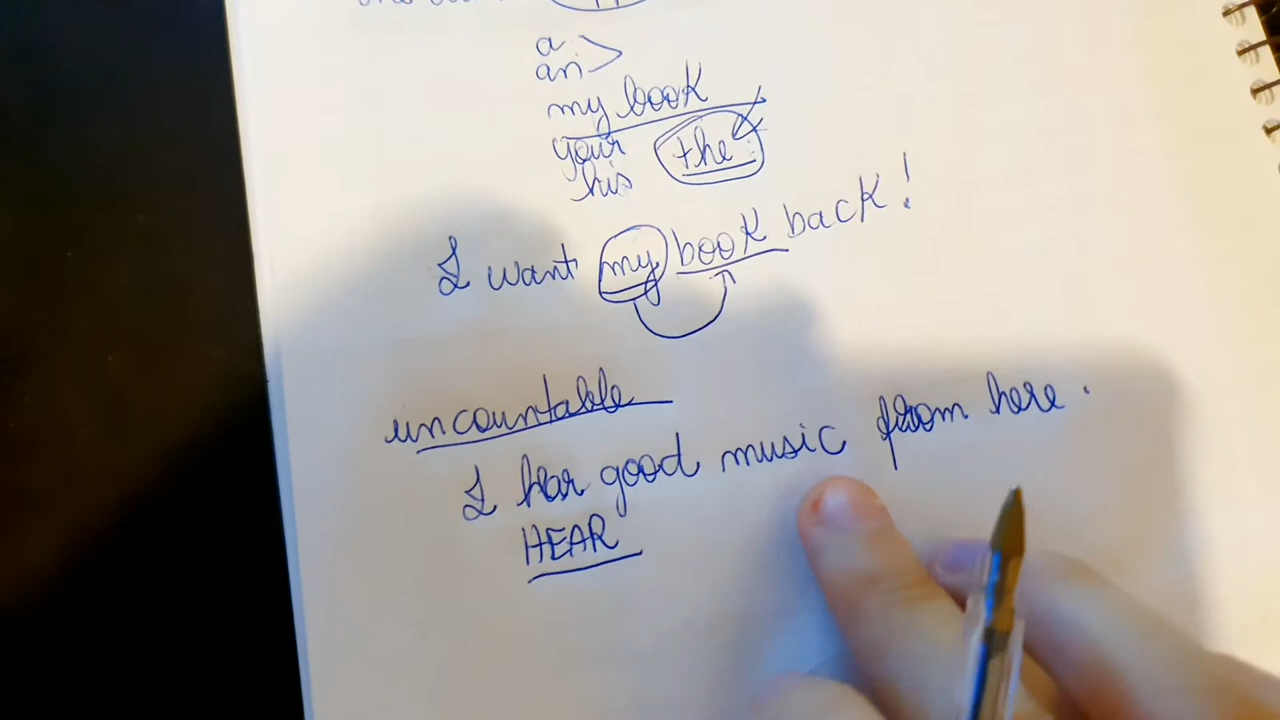 a
an
my book
your the
his
I want my book back!
uncountable
I hear good music from here.
HEAR